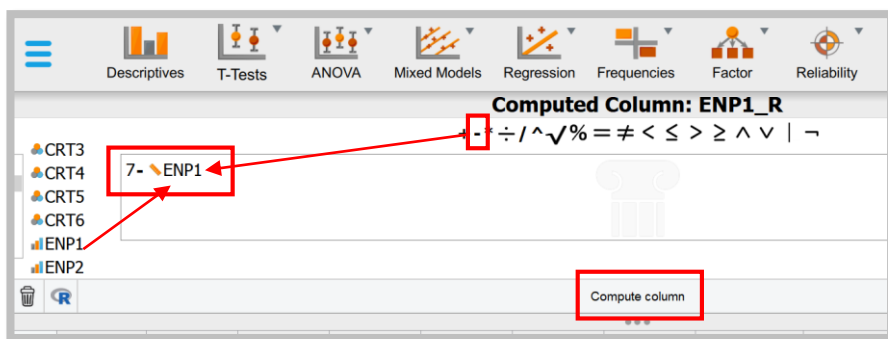 Descriptives T-Tests ANOVA Mixed Models Regression Frequencies Factor Reliability
Computed Column: ENP1_R
+ - * ÷ / ^ √ % = ≠ < ≤ > ≥ ∧ ∨ | ¬
CRT3
CRT4
CRT5
CRT6
ENP1
ENP2
7- ENP1
R
Compute column